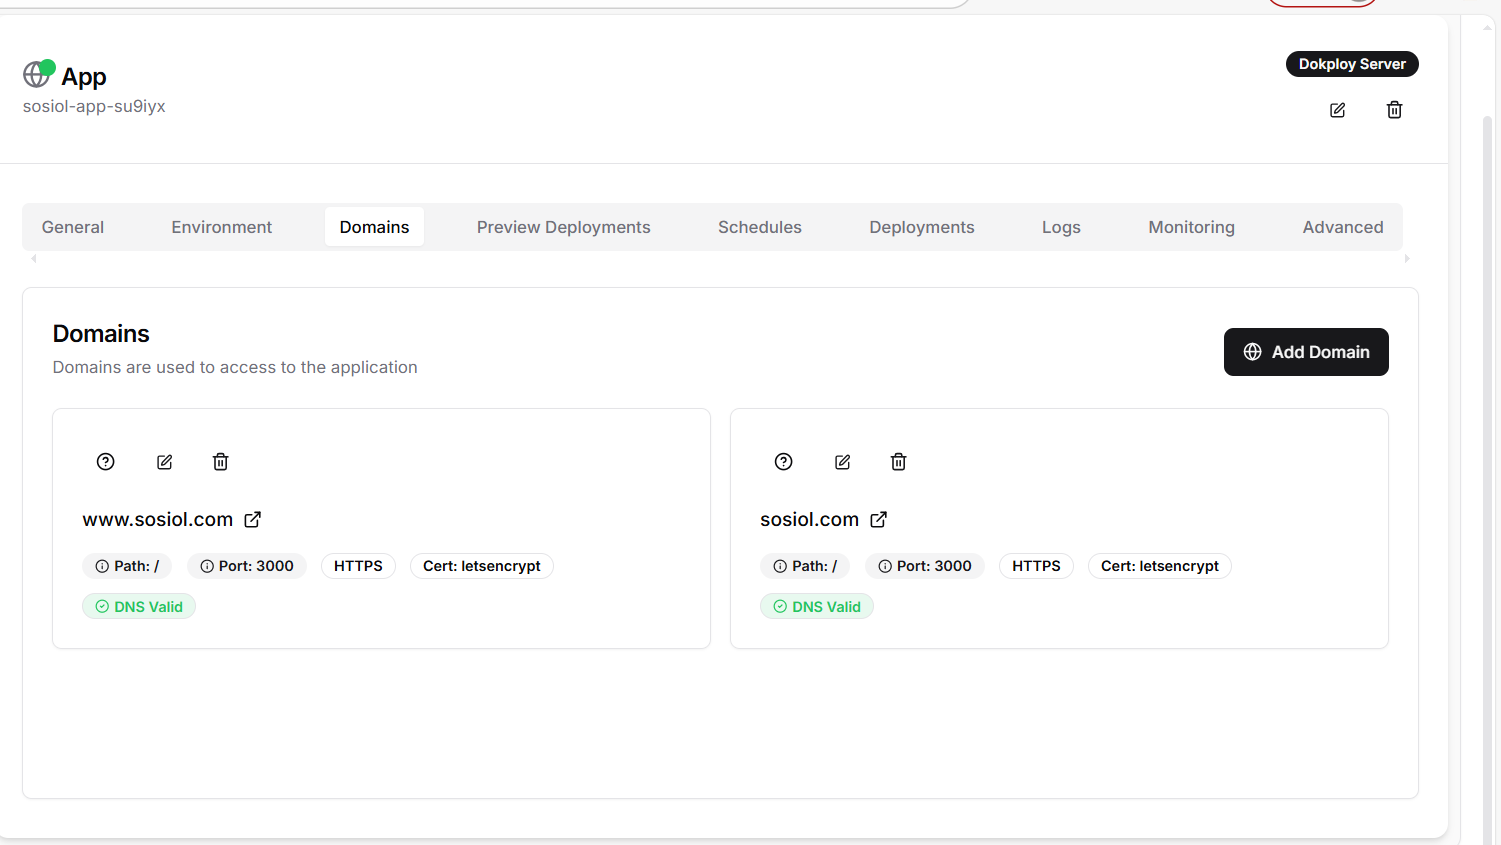 App
Dokploy Server
sosiol-app-su9iyx
General Environment Domains Preview Deployments Schedules Deployments Logs Monitoring Advanced
Domains
Domains are used to access to the application
Add Domain
www.sosiol.com
Path: / Port: 3000 HTTPS Cert: letsencrypt
DNS Valid
sosiol.com
Path: / Port: 3000 HTTPS Cert: letsencrypt
DNS Valid